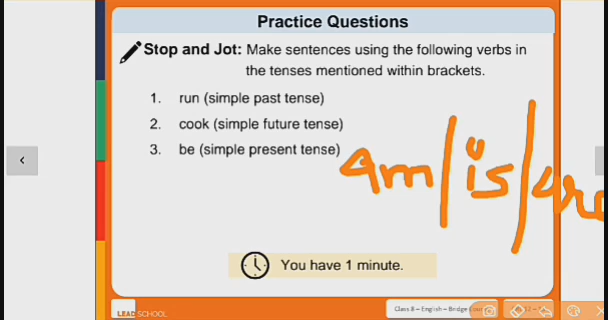 Practice Questions
Stop and Jot: Make sentences using the following verbs in
the tenses mentioned within brackets.
1. run (simple past tense)
2. cook (simple future tense)
3. be (simple present tense)
am/is/are
You have 1 minute.
LEAD SCHOOL
Class 8 – English – Bridge